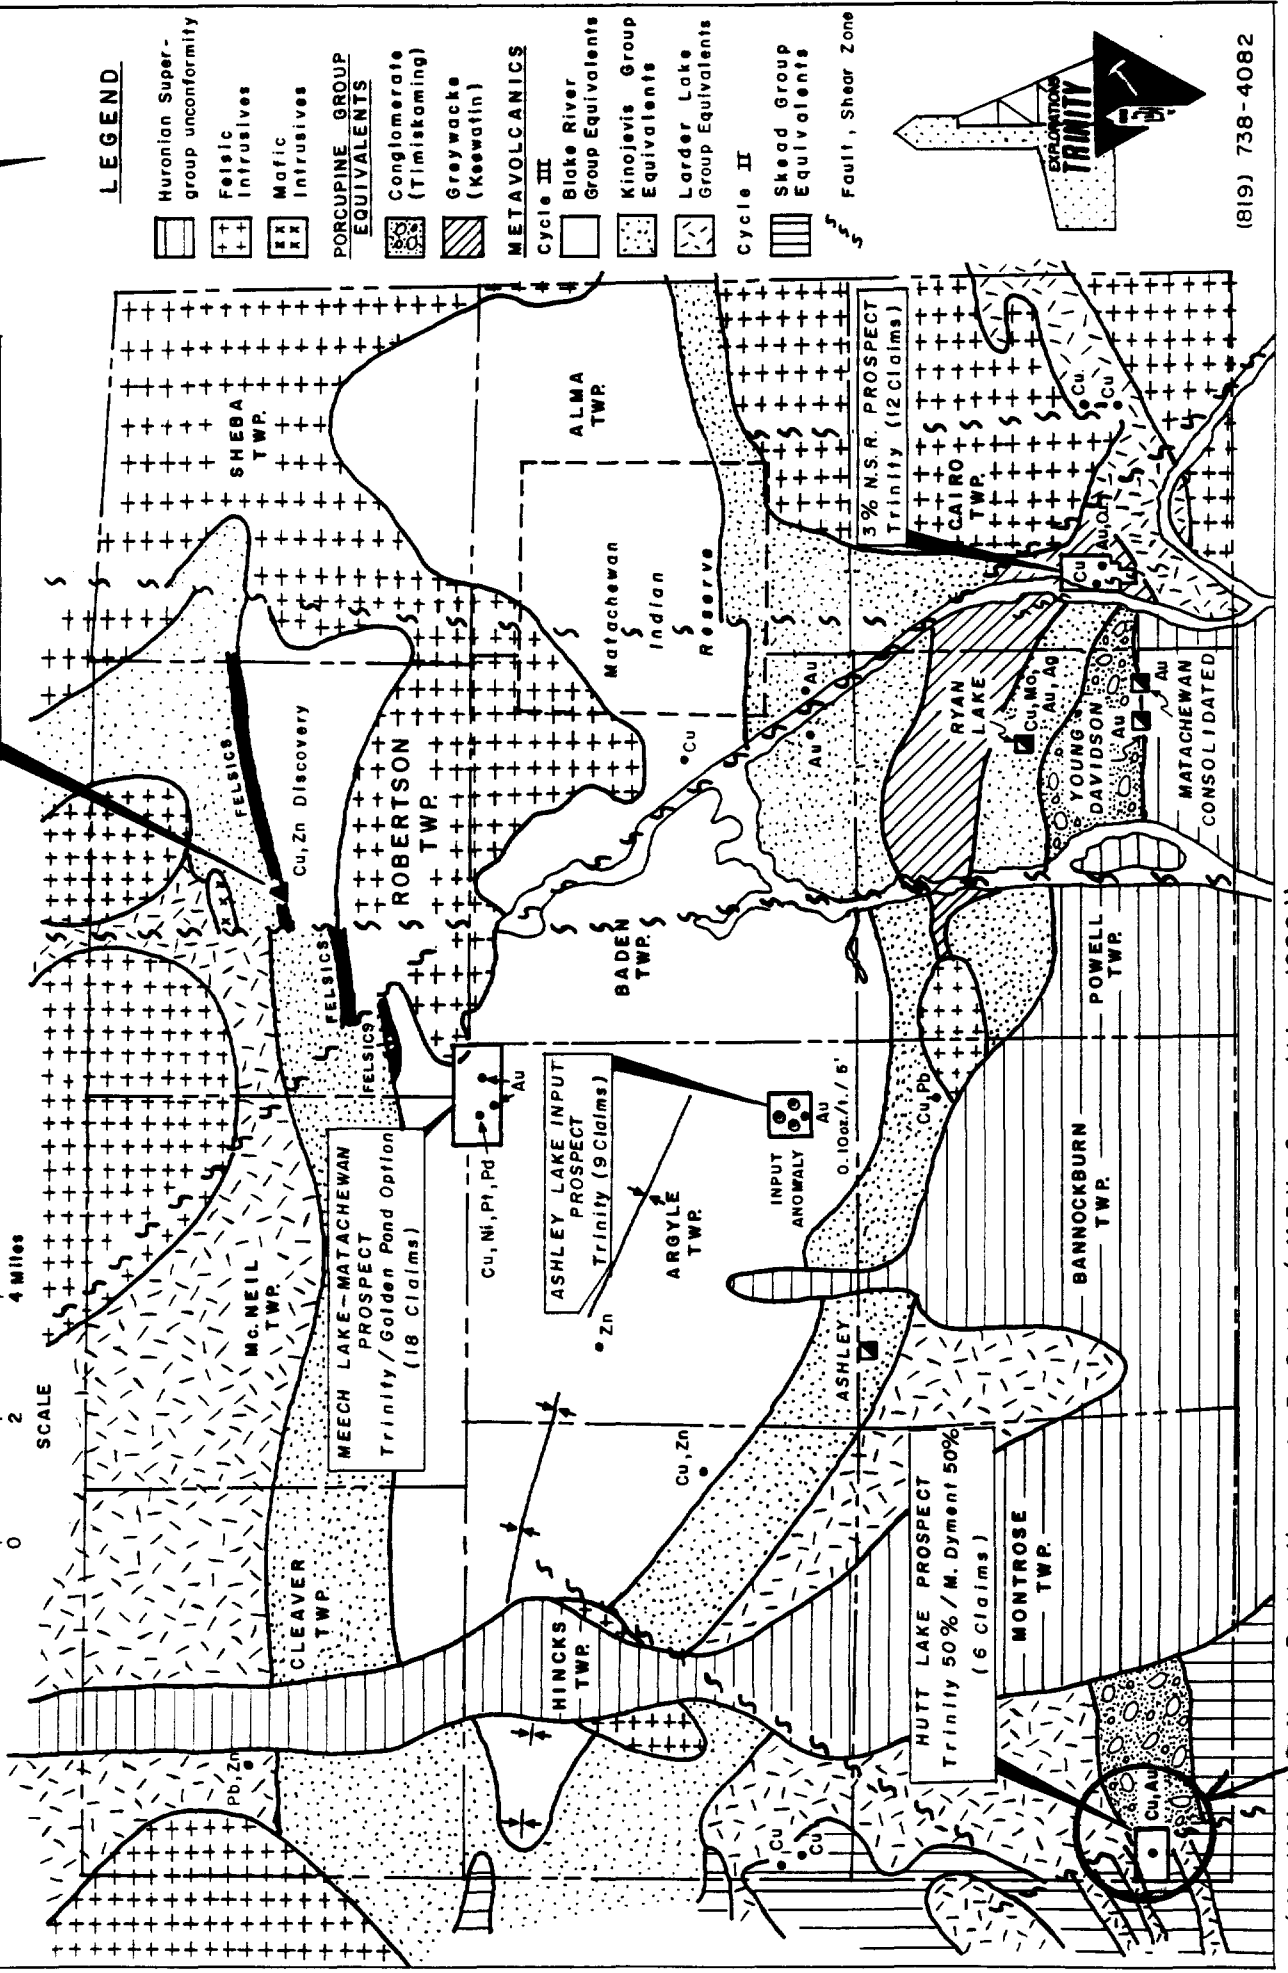 LEGEND
Huronian Super-
group unconformity
Felsic
Intrusives
Mafic
Intrusives
PORCUPINE GROUP
EQUIVALENTS
Conglomerate
(Timiskaming)
Greywacke
(Keewatin)
METAVOLCANICS
Cycle III
Blake River
Group Equivalents
Kinojevis Group
Equivalents
Larder Lake
Group Equivalents
Cycle II
Skead Group
Equivalents
Fault, Shear Zone
EXPLORATIONS
TRINITY
(819) 738-4082
SCALE
0 2 4 Miles
SHEBA
TWP.
ALMA
TWP.
Matachewan
Indian
Reserve
3% N.S.R. PROSPECT
Trinity (12 Claims)
CAIRO
TWP.
Cu
Cu
Cu
FELSICS
Cu, Zn Discovery
ROBERTSON
TWP.
Cu
Au
Au
RYAN
LAKE
Cu, Mo,
Au, Ag
YOUNG
DAVIDSON
Au
Au
MATACHEWAN
CONSOLIDATED
FELSICS
FELSICS
BADEN
TWP.
POWELL
TWP.
Mc. NEIL
TWP.
MEECH LAKE-MATACHEWAN
PROSPECT
Trinity / Golden Pond Option
(18 Claims)
Au
Cu, Ni, Pt, Pd
ASHLEY LAKE INPUT
PROSPECT
Trinity (9 Claims)
Zn
ARGYLE
TWP.
INPUT
ANOMALY
Au
0.10oz/t./5'
Cu, Pb
BANNOCKBURN
TWP.
ASHLEY
Cu, Zn
CLEAVER
TWP.
HINCKS
TWP.
HUTT LAKE PROSPECT
Trinity 50% / M. Dyment 50%
(6 Claims)
MONTROSE
TWP.
Pb, Zn
Cu
Cu
Cu, Au